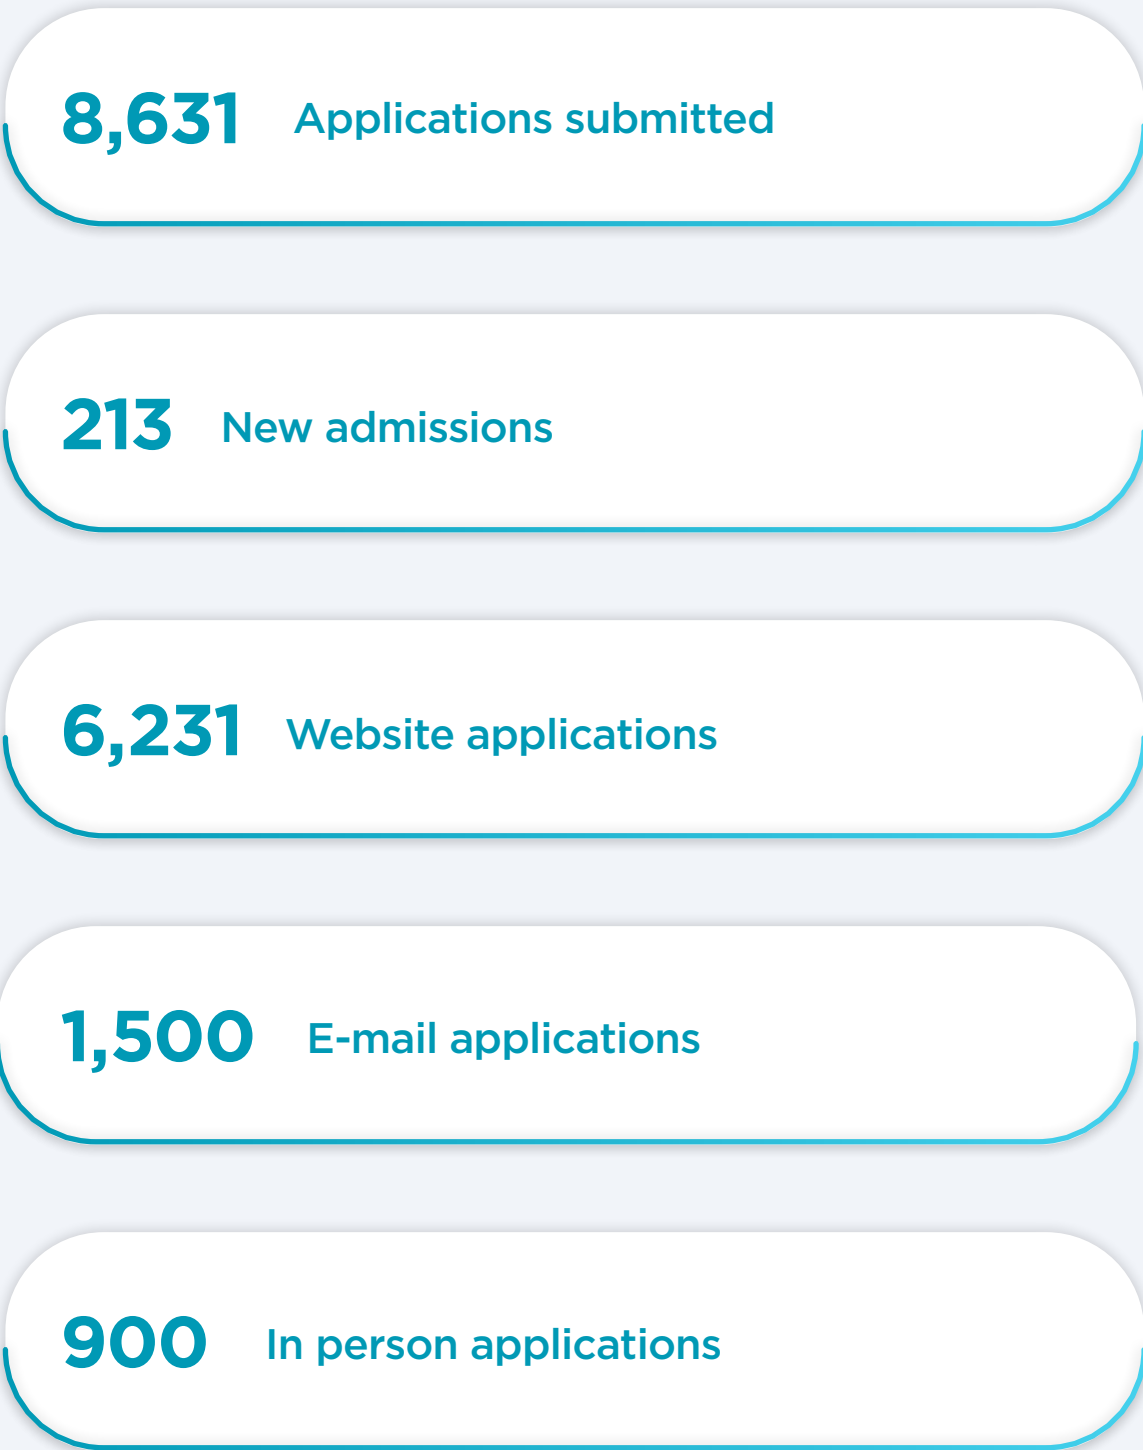 8,631 Applications submitted
213 New admissions
6,231 Website applications
1,500 E-mail applications
900 In person applications